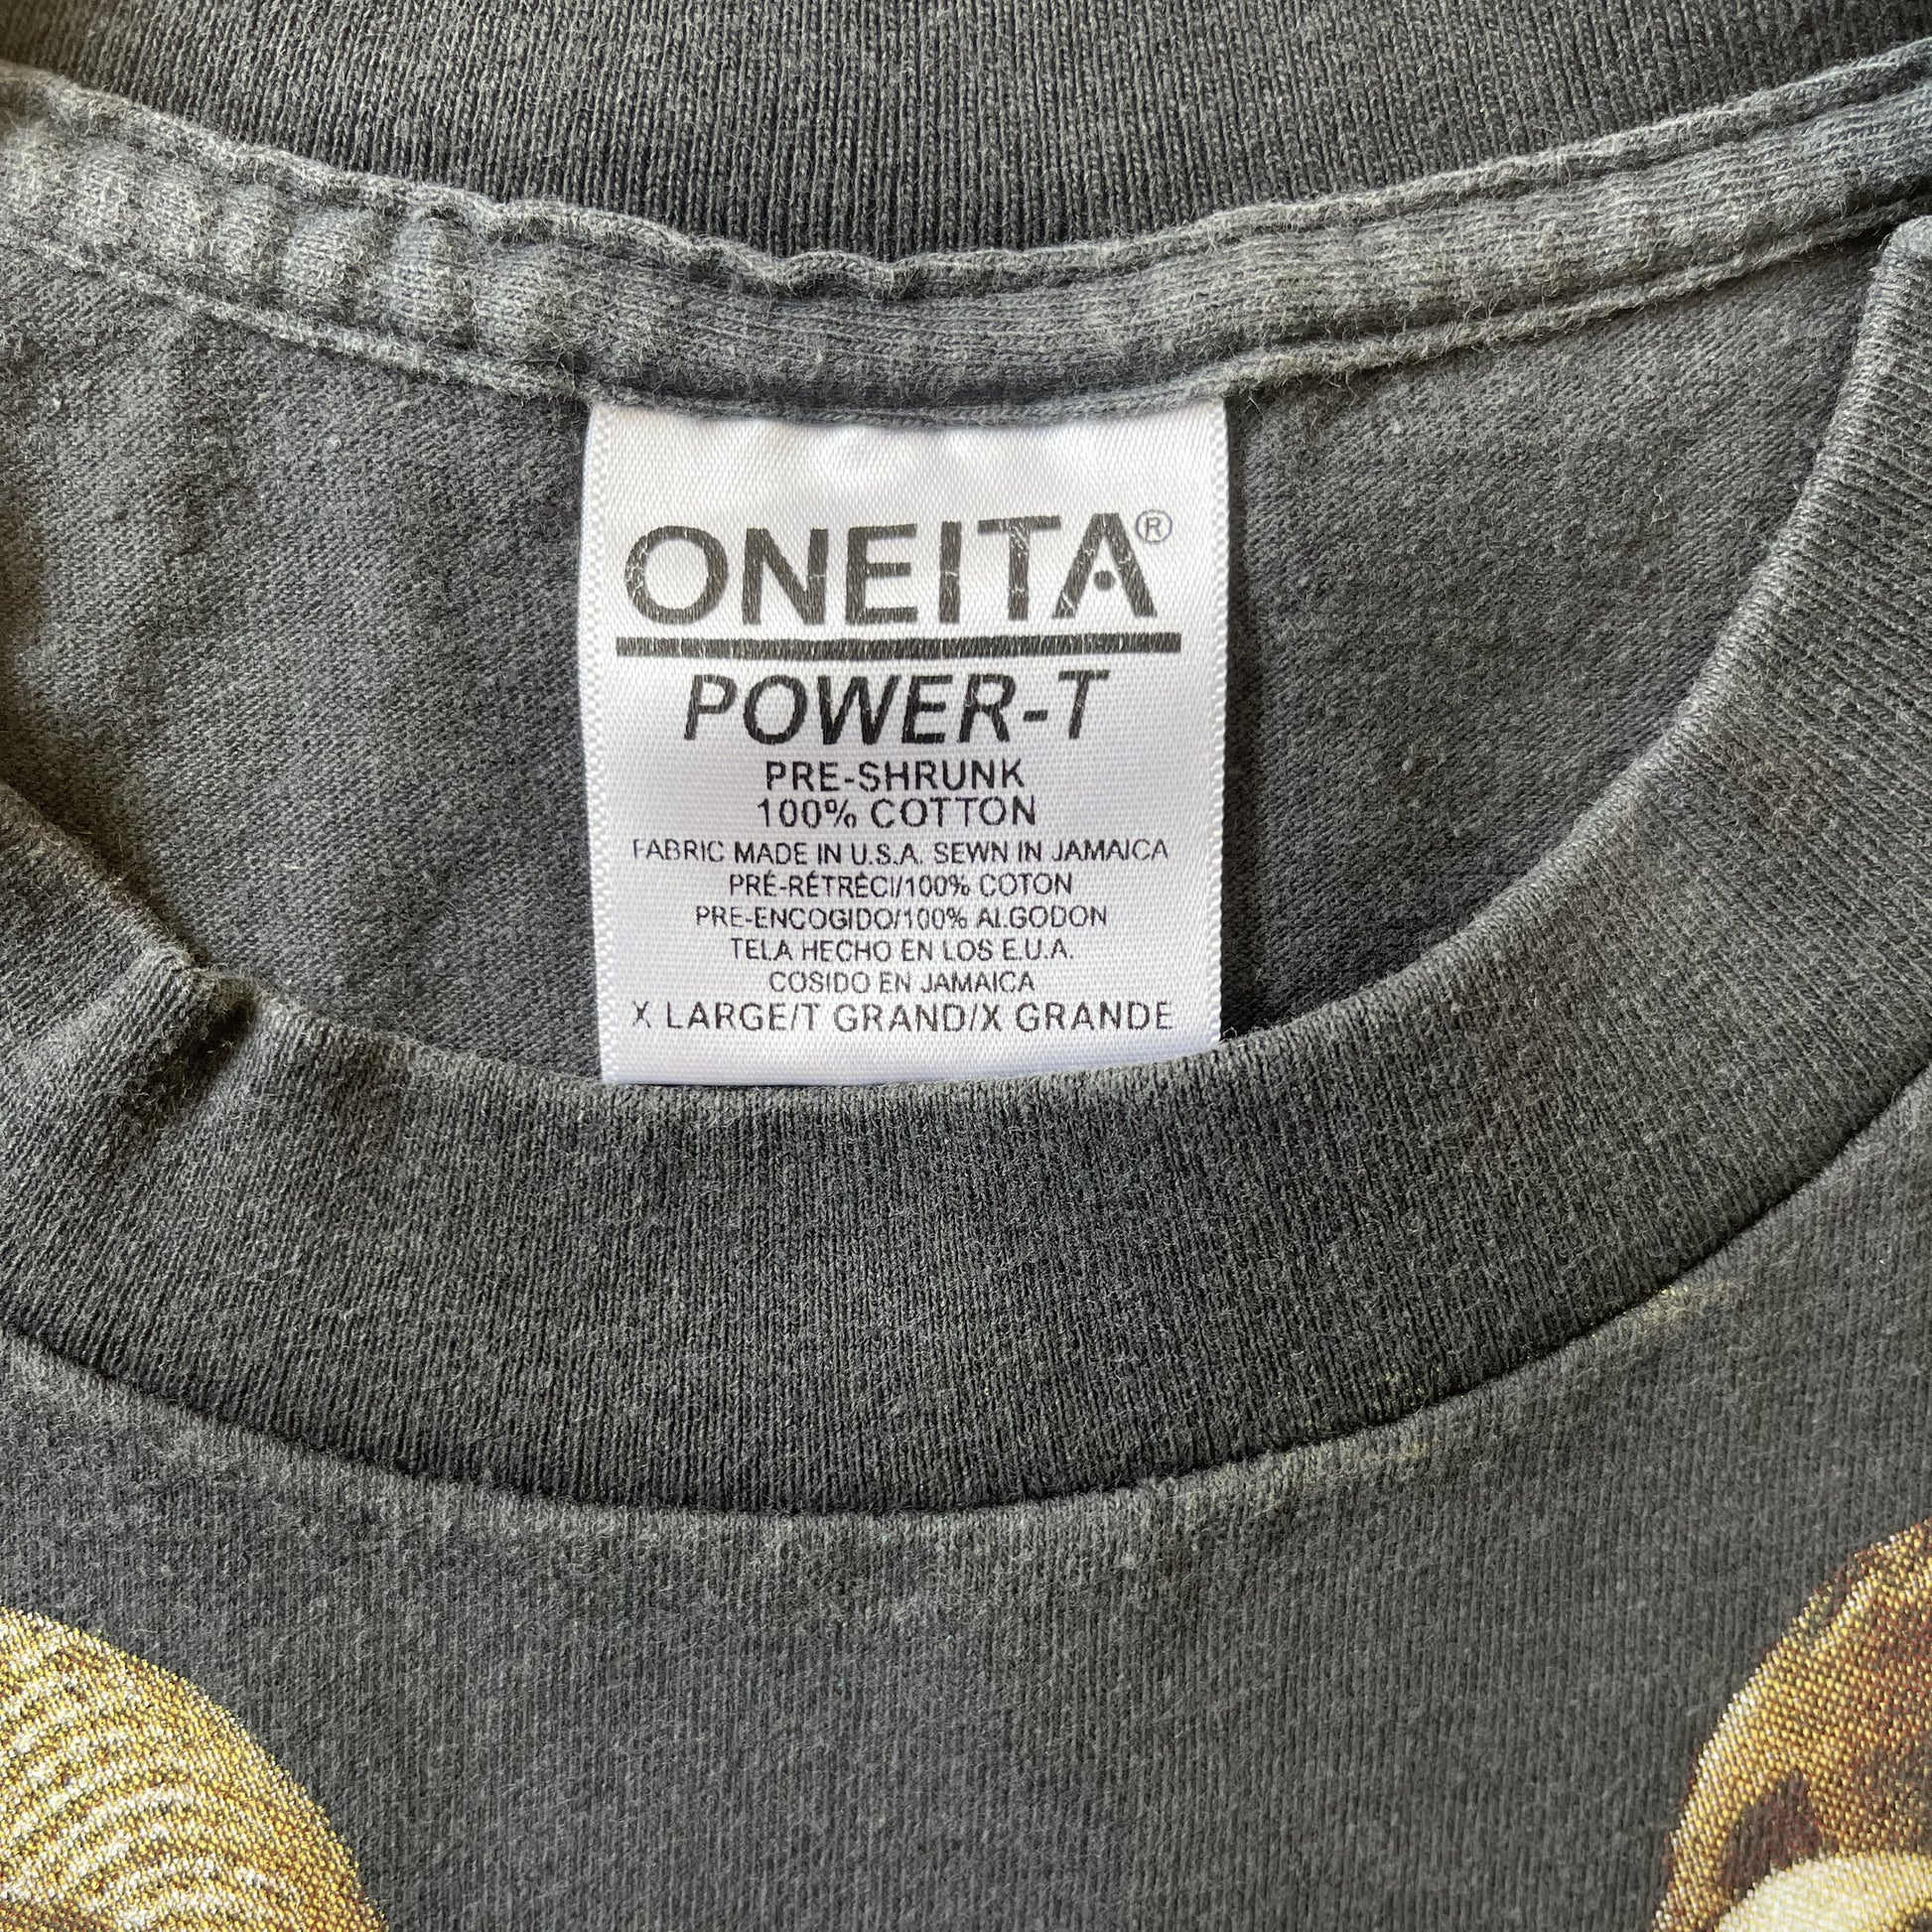 ONEITA®
POWER-T
PRE-SHRUNK
100% COTTON
FABRIC MADE IN U.S.A. SEWN IN JAMAICA
PRÉ-RÉTRÉCI/100% COTON
PRE-ENCOGIDO/100% ALGODON
TELA HECHO EN LOS E.U.A.
COSIDO EN JAMAICA
X LARGE/T GRAND/X GRANDE